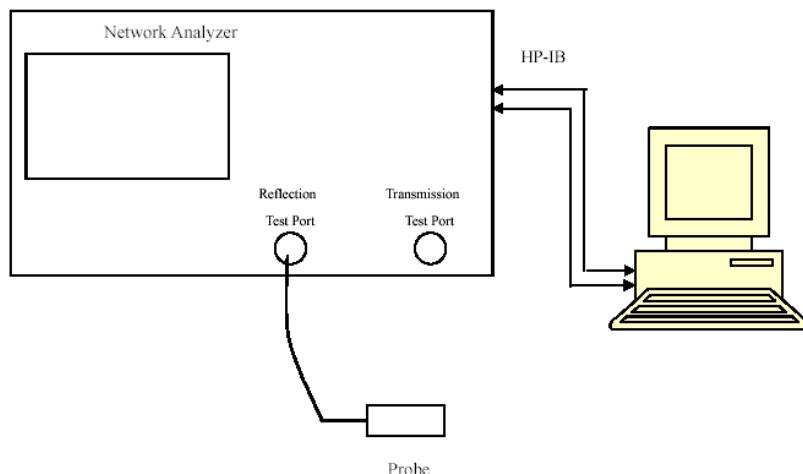 Network Analyzer
HP-IB
Reflection
Test Port
Transmission
Test Port
Probe